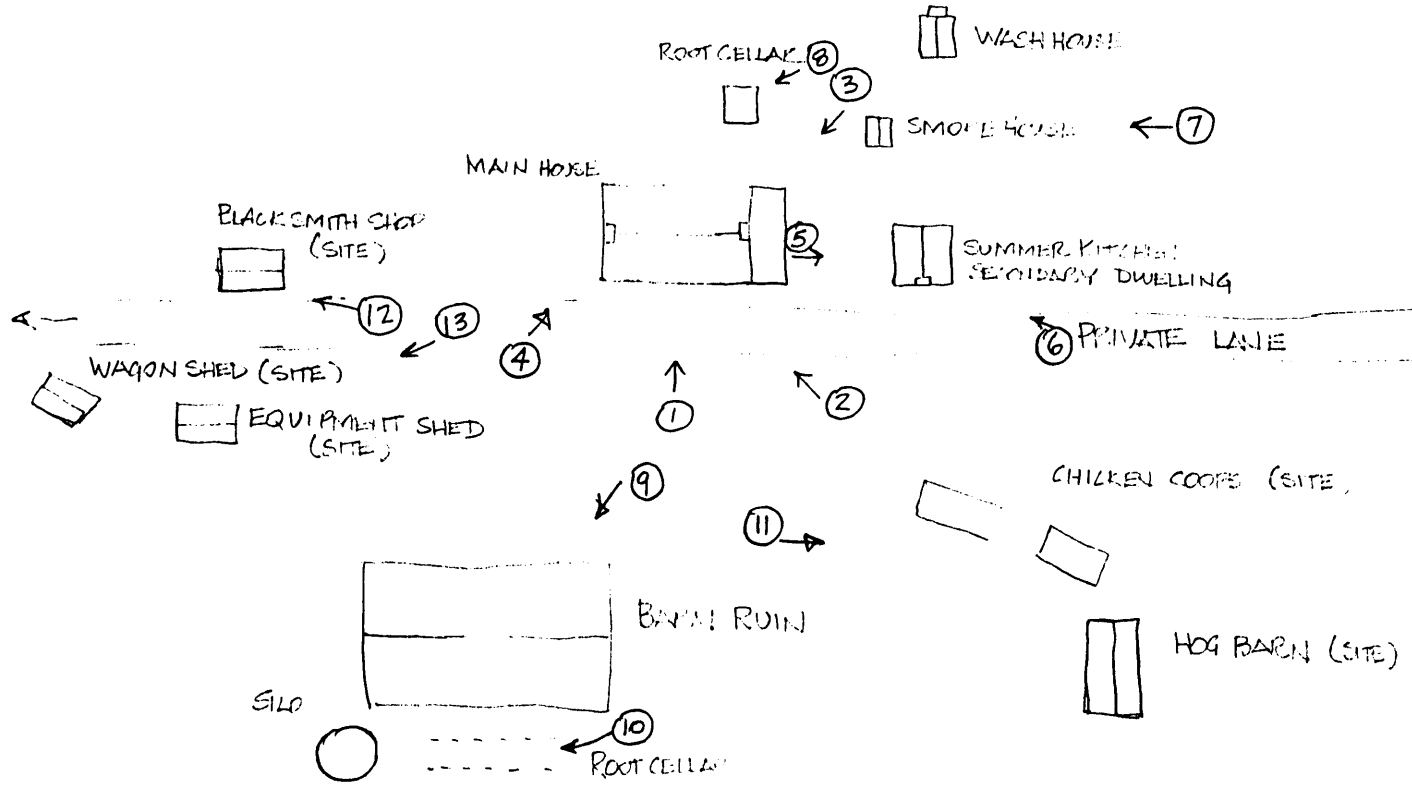 WASH HOUSE
ROOT CELLAR
8
3
SMOKE HOUSE
7
MAIN HOUSE
BLACKSMITH SHOP
(SITE)
5
SUMMER KITCHEN
SECONDARY DWELLING
12
13
4
6
PRIVATE LANE
WAGON SHED (SITE)
1
2
EQUIPMENT SHED
(SITE)
9
CHICKEN COOPS (SITE
11
BARN RUIN
HOG BARN (SITE)
SILO
10
ROOT CELLAR